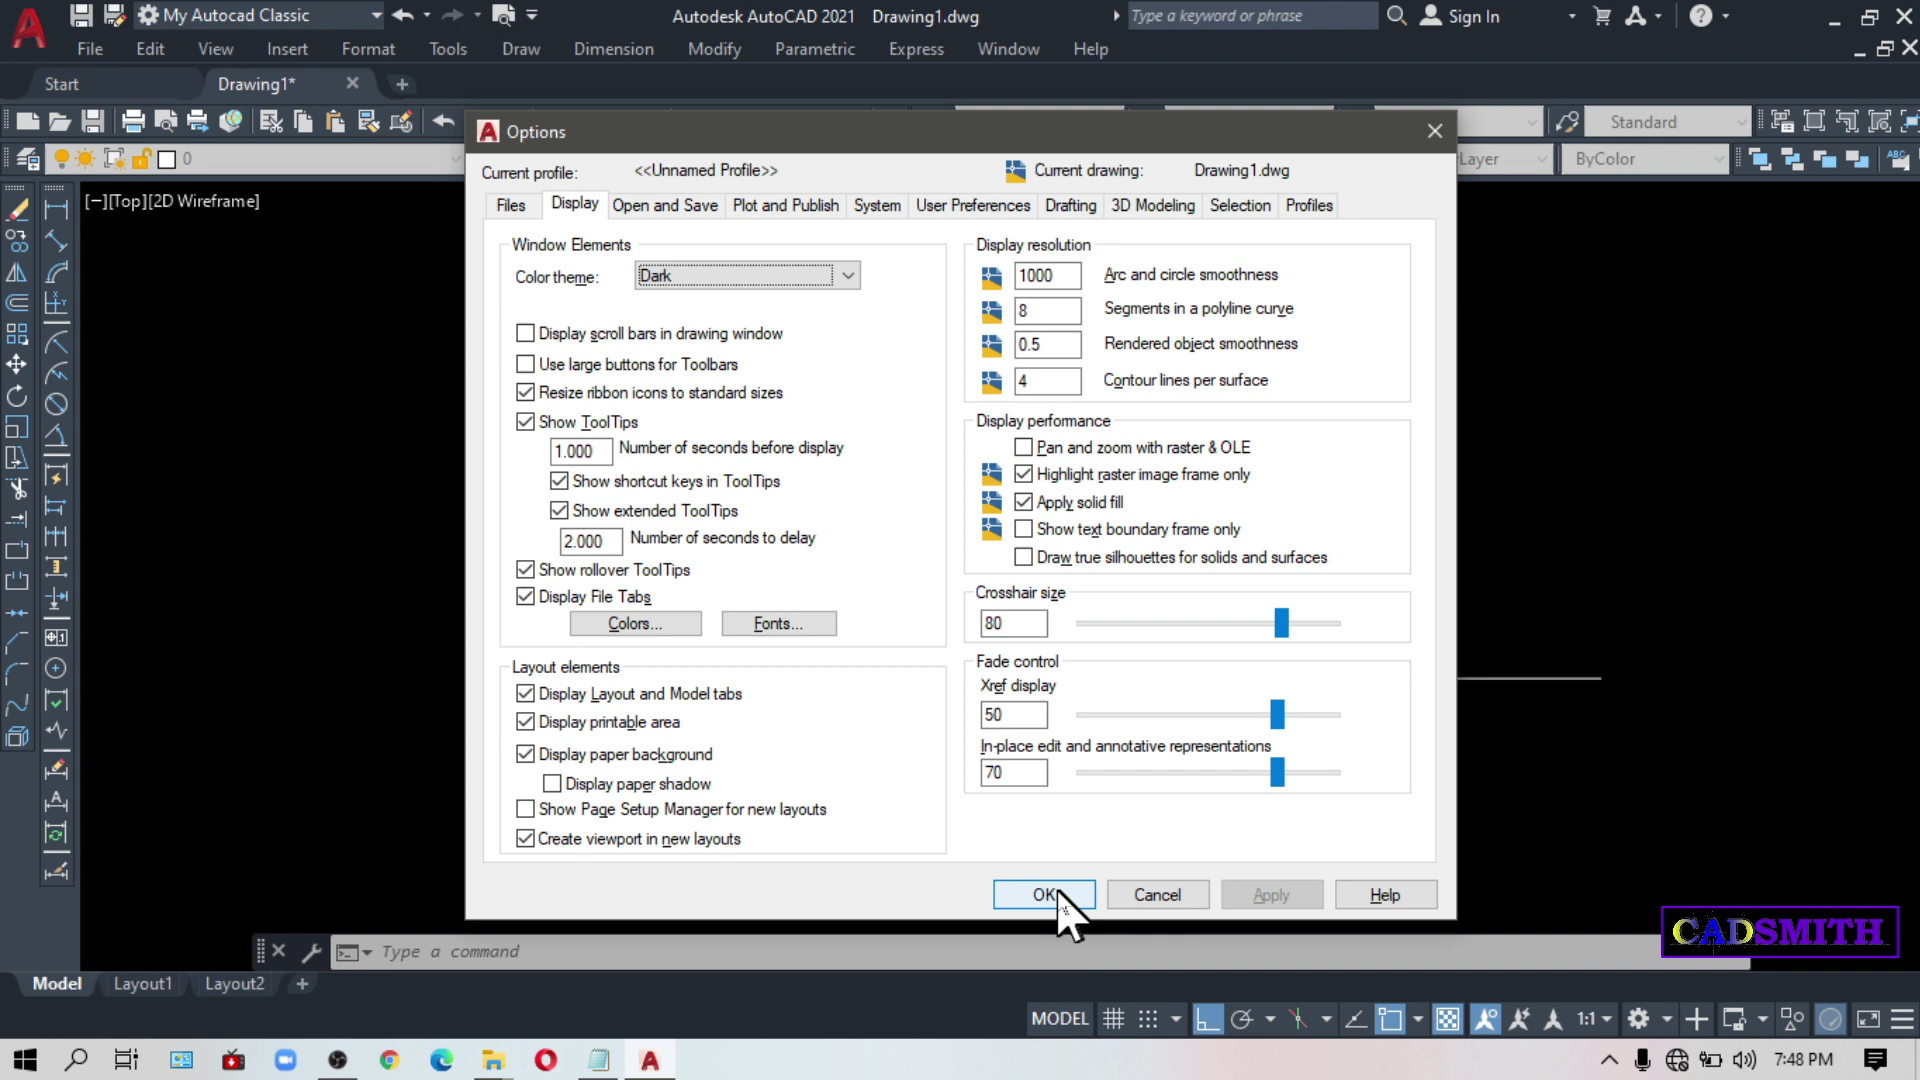 My Autocad Classic
Autodesk AutoCAD 2021 Drawing1.dwg
Type a keyword or phrase
Sign In
File Edit View Insert Format Tools Draw Dimension Modify Parametric Express Window Help
Start
Drawing1*
Standard
0
Layer
ByColor
[−][Top][2D Wireframe]
Options
Current profile:
<<Unnamed Profile>>
Current drawing:
Drawing1.dwg
Files Display Open and Save Plot and Publish System User Preferences Drafting 3D Modeling Selection Profiles
Window Elements
Color theme: Dark
Display scroll bars in drawing window
Use large buttons for Toolbars
Resize ribbon icons to standard sizes
Show ToolTips
1.000 Number of seconds before display
Show shortcut keys in ToolTips
Show extended ToolTips
2.000 Number of seconds to delay
Show rollover ToolTips
Display File Tabs
Colors... Fonts...
Layout elements
Display Layout and Model tabs
Display printable area
Display paper background
Display paper shadow
Show Page Setup Manager for new layouts
Create viewport in new layouts
Display resolution
1000 Arc and circle smoothness
8 Segments in a polyline curve
0.5 Rendered object smoothness
4 Contour lines per surface
Display performance
Pan and zoom with raster & OLE
Highlight raster image frame only
Apply solid fill
Show text boundary frame only
Draw true silhouettes for solids and surfaces
Crosshair size
80
Fade control
Xref display
50
In-place edit and annotative representations
70
OK Cancel Apply Help
CADSMITH
Type a command
Model Layout1 Layout2
MODEL
1:1
7:48 PM